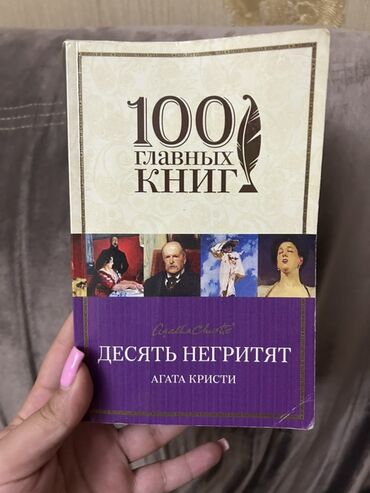 100
ГЛАВНЫХ
КНИГ
Agatha Christie
ДЕСЯТЬ НЕГРИТЯТ
АГАТА КРИСТИ